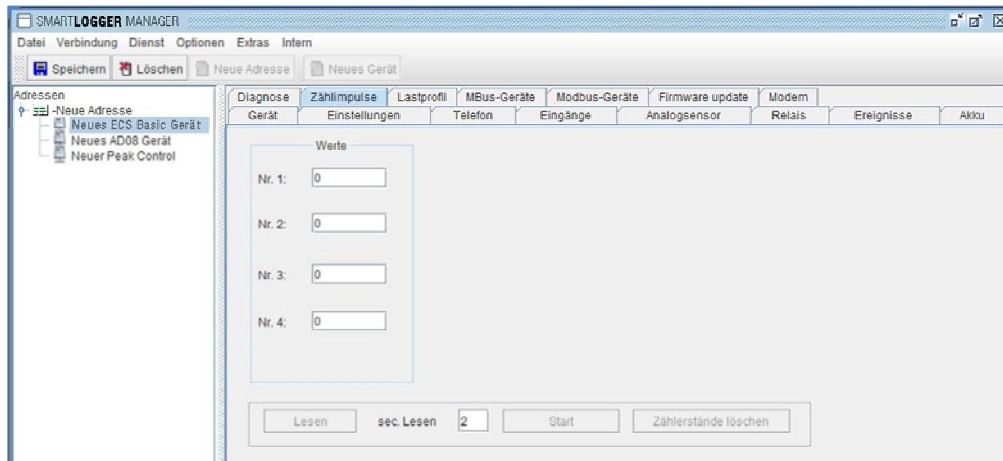 SMARTLOGGER MANAGER
Datei Verbindung Dienst Optionen Extras Intern
Speichern Löschen Neue Adresse Neues Gerät
Adressen
-Neue Adresse
Neues ECS Basic Gerät
Neues AD08 Gerät
Neuer Peak Control
Diagnose Zählimpulse Lastprofil MBus-Geräte Modbus-Geräte Firmware update Modem
Gerät Einstellungen Telefon Eingänge Analogsensor Relais Ereignisse Akku
Werte
Nr. 1: 0
Nr. 2: 0
Nr. 3: 0
Nr. 4: 0
Lesen sec. Lesen 2 Start Zählerstände löschen